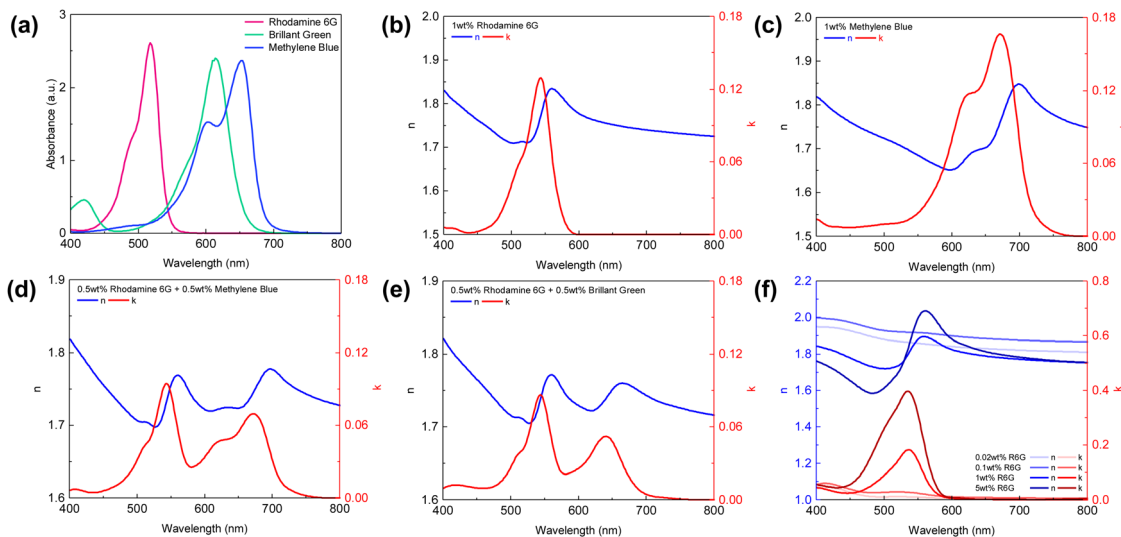 (a)
Rhodamine 6G
Brillant Green
Methylene Blue
Absorbance (a.u.)
3
2
1
0
400 500 600 700 800
Wavelength (nm)
(b)
1wt% Rhodamine 6G
n k
n
2.0
1.9
1.8
1.7
1.6
1.5
k
0.18
0.12
0.06
0.00
400 500 600 700 800
Wavelength (nm)
(c)
1wt% Methylene Blue
n k
n
2.0
1.9
1.8
1.7
1.6
1.5
0.18
0.12
0.06
0.00
400 500 600 700 800
Wavelength (nm)
(d)
0.5wt% Rhodamine 6G + 0.5wt% Methylene Blue
n k
n
1.9
1.8
1.7
1.6
k
0.18
0.12
0.06
0.00
400 500 600 700 800
Wavelength (nm)
(e)
0.5wt% Rhodamine 6G + 0.5wt% Brillant Green
n k
n
1.9
1.8
1.7
1.6
k
0.18
0.12
0.06
0.00
400 500 600 700 800
Wavelength (nm)
(f)
n
2.2
2.0
1.8
1.6
1.4
1.2
1.0
k
0.8
0.6
0.4
0.2
0.0
0.02wt% R6G n k
0.1wt% R6G n k
1wt% R6G n k
5wt% R6G n k
400 500 600 700 800
Wavelength (nm)